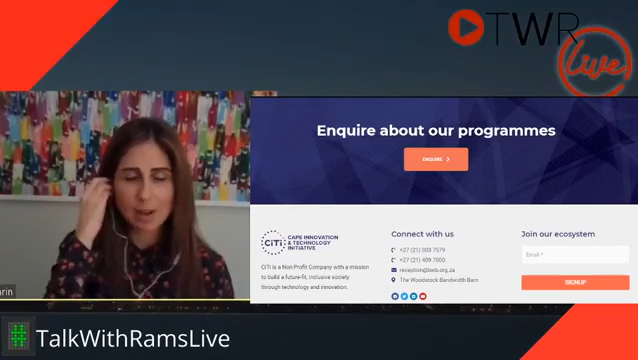 TWR
Live
Enquire about our programmes
ENQUIRE
CiTi
CAPE INNOVATION
& TECHNOLOGY
INITIATIVE
CiTi is a Non Profit Company with a mission
to build a future-fit, inclusive society
through technology and innovation.
Connect with us
+27 (21) 003 7579
+27 (21) 409 7000
reception@bwb.org.za
The Woodstock Bandwidth Barn
Join our ecosystem
Email *
SIGNUP
TalkWithRamsLive